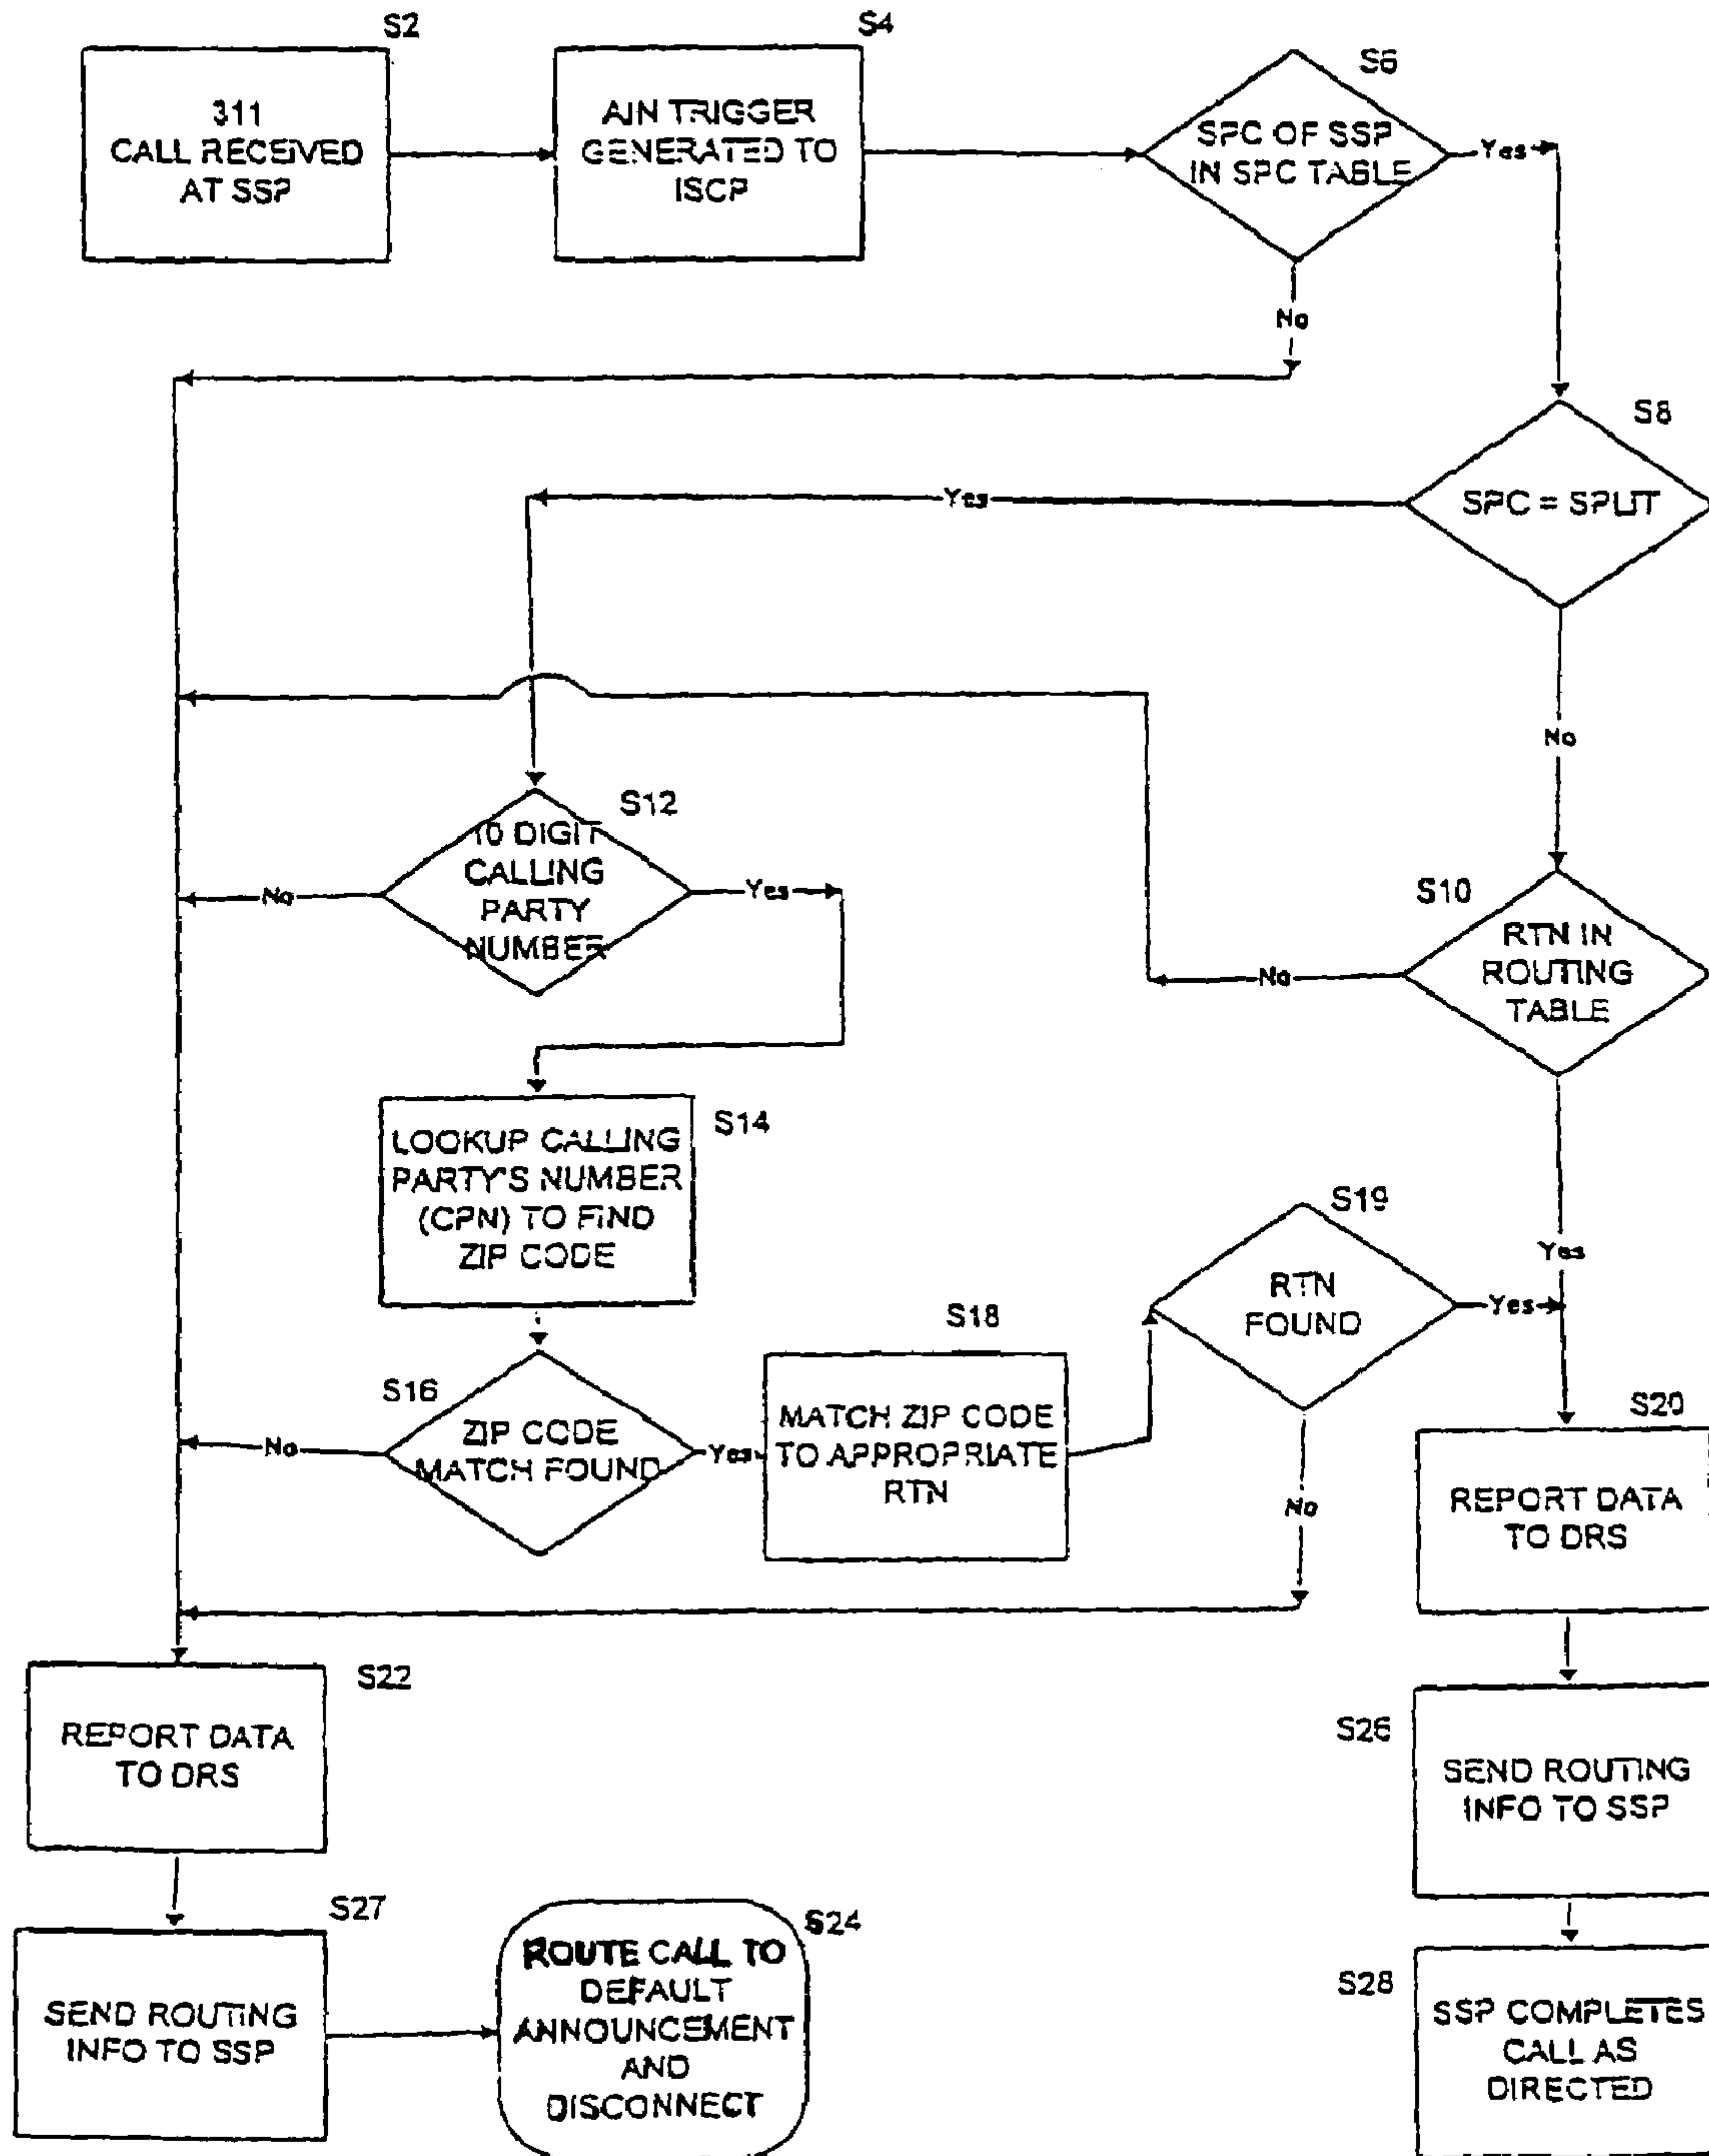 S2
311
CALL RECEIVED
AT SSP
S4
AIN TRIGGER
GENERATED TO
ISCP
S6
SPC OF SSP
IN SPC TABLE
Yes
No
S8
SPC = SPLIT
Yes
No
S12
10 DIGIT
CALLING
PARTY
NUMBER
No
Yes
S10
RTN IN
ROUTING
TABLE
No
Yes
S14
LOOKUP CALLING
PARTY'S NUMBER
(CPN) TO FIND
ZIP CODE
S16
ZIP CODE
MATCH FOUND
No
Yes
S18
MATCH ZIP CODE
TO APPROPRIATE
RTN
S19
RTN
FOUND
Yes
No
S20
REPORT DATA
TO DRS
S22
REPORT DATA
TO DRS
S26
SEND ROUTING
INFO TO SSP
S27
SEND ROUTING
INFO TO SSP
S24
ROUTE CALL TO
DEFAULT
ANNOUNCEMENT
AND
DISCONNECT
S28
SSP COMPLETES
CALL AS
DIRECTED